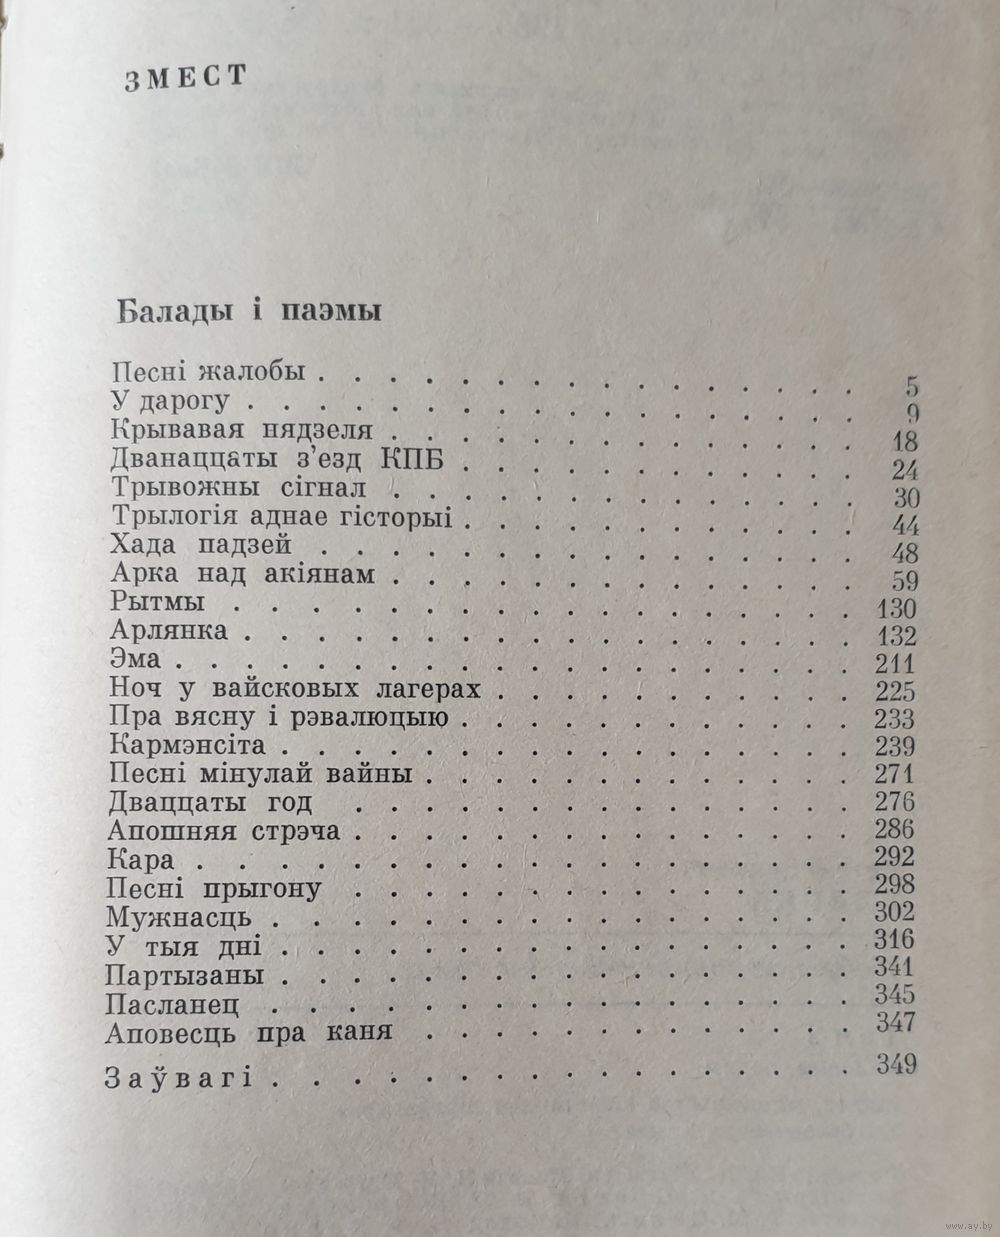 ЗМЕСТ
Балады і паэмы
Песні жалобы . . . . . . . . . . . . . . . 5
У дарогу . . . . . . . . . . . . . . . . . 9
Крывавая нядзеля . . . . . . . . . . . . . 18
Дванаццаты з’езд КПБ . . . . . . . . . . . 24
Трывожны сігнал . . . . . . . . . . . . . 30
Трылогія аднае гісторыі . . . . . . . . . . . 44
Хада падзей . . . . . . . . . . . . . . . 48
Арка над акіянам . . . . . . . . . . . . . 59
Рытмы . . . . . . . . . . . . . . . . . . 130
Арлянка . . . . . . . . . . . . . . . . . 132
Эма . . . . . . . . . . . . . . . . . . . 211
Ноч у вайсковых лагерах . . . . . . . . . . 225
Пра вясну і рэвалюцыю . . . . . . . . . . . 233
Кармэнсіта . . . . . . . . . . . . . . . . 239
Песні мінулай вайны . . . . . . . . . . . . 271
Дваццаты год . . . . . . . . . . . . . . 276
Апошняя стрэча . . . . . . . . . . . . . . 286
Кара . . . . . . . . . . . . . . . . . . 292
Песні прыгону . . . . . . . . . . . . . . 298
Мужнасць . . . . . . . . . . . . . . . . 302
У тыя дні . . . . . . . . . . . . . . . . 316
Партызаны . . . . . . . . . . . . . . . . 341
Пасланец . . . . . . . . . . . . . . . . 345
Аповесць пра каня . . . . . . . . . . . . 347
Заўвагі . . . . . . . . . . . . . . . . . 349
www.ay.by